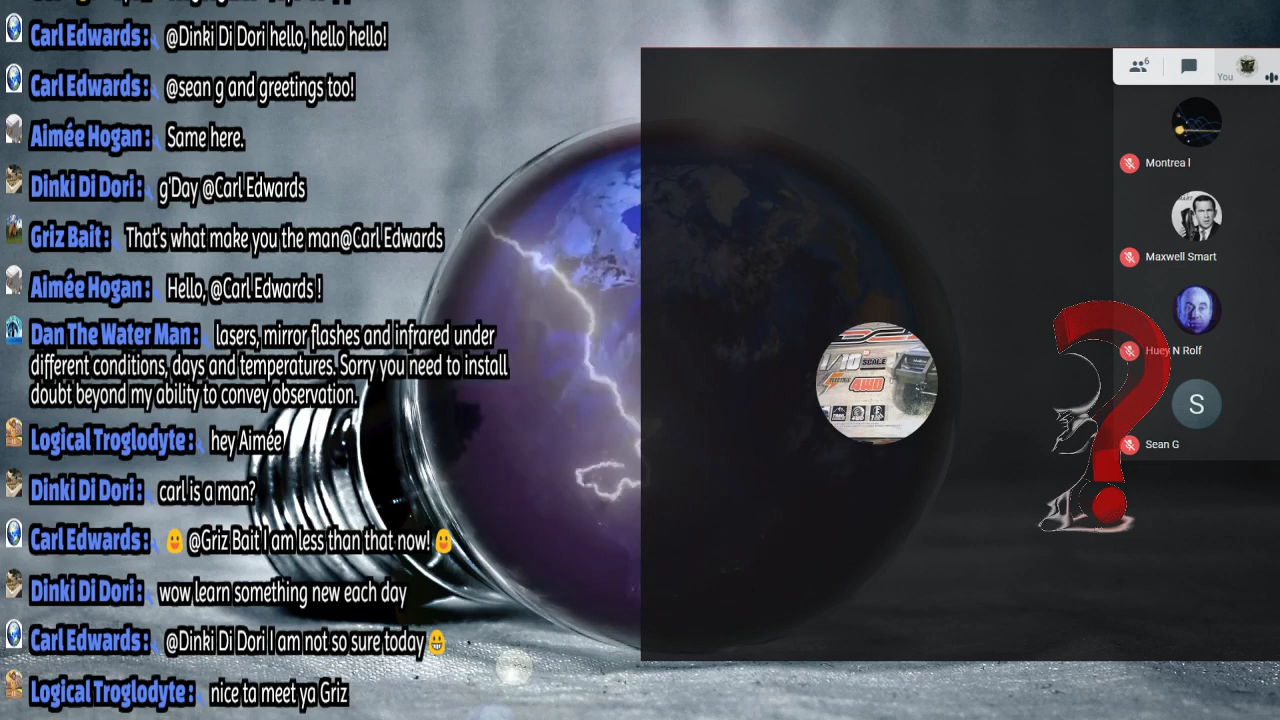 Carl Edwards: @Dinki Di Dori hello, hello hello!
Carl Edwards: @sean g and greetings too!
Aimée Hogan: Same here.
Dinki Di Dori: g'Day @Carl Edwards
Griz Bait: That's what make you the man@Carl Edwards
Aimée Hogan: Hello, @Carl Edwards !
Dan The Water Man: lasers, mirror flashes and infrared under
different conditions, days and temperatures. Sorry you need to install
doubt beyond my ability to convey observation.
Logical Troglodyte: hey Aimée
Dinki Di Dori: carl is a man?
Carl Edwards: 😛 @Griz Bait I am less than that now! 😛
Dinki Di Dori: wow learn something new each day
Carl Edwards: @Dinki Di Dori I am not so sure today 😀
Logical Troglodyte: nice ta meet ya Griz
6
You
Montrea l
Maxwell Smart
Huey N Rolf
S
Sean G
1/10 SCALE
ELECTRIC 4WD
?